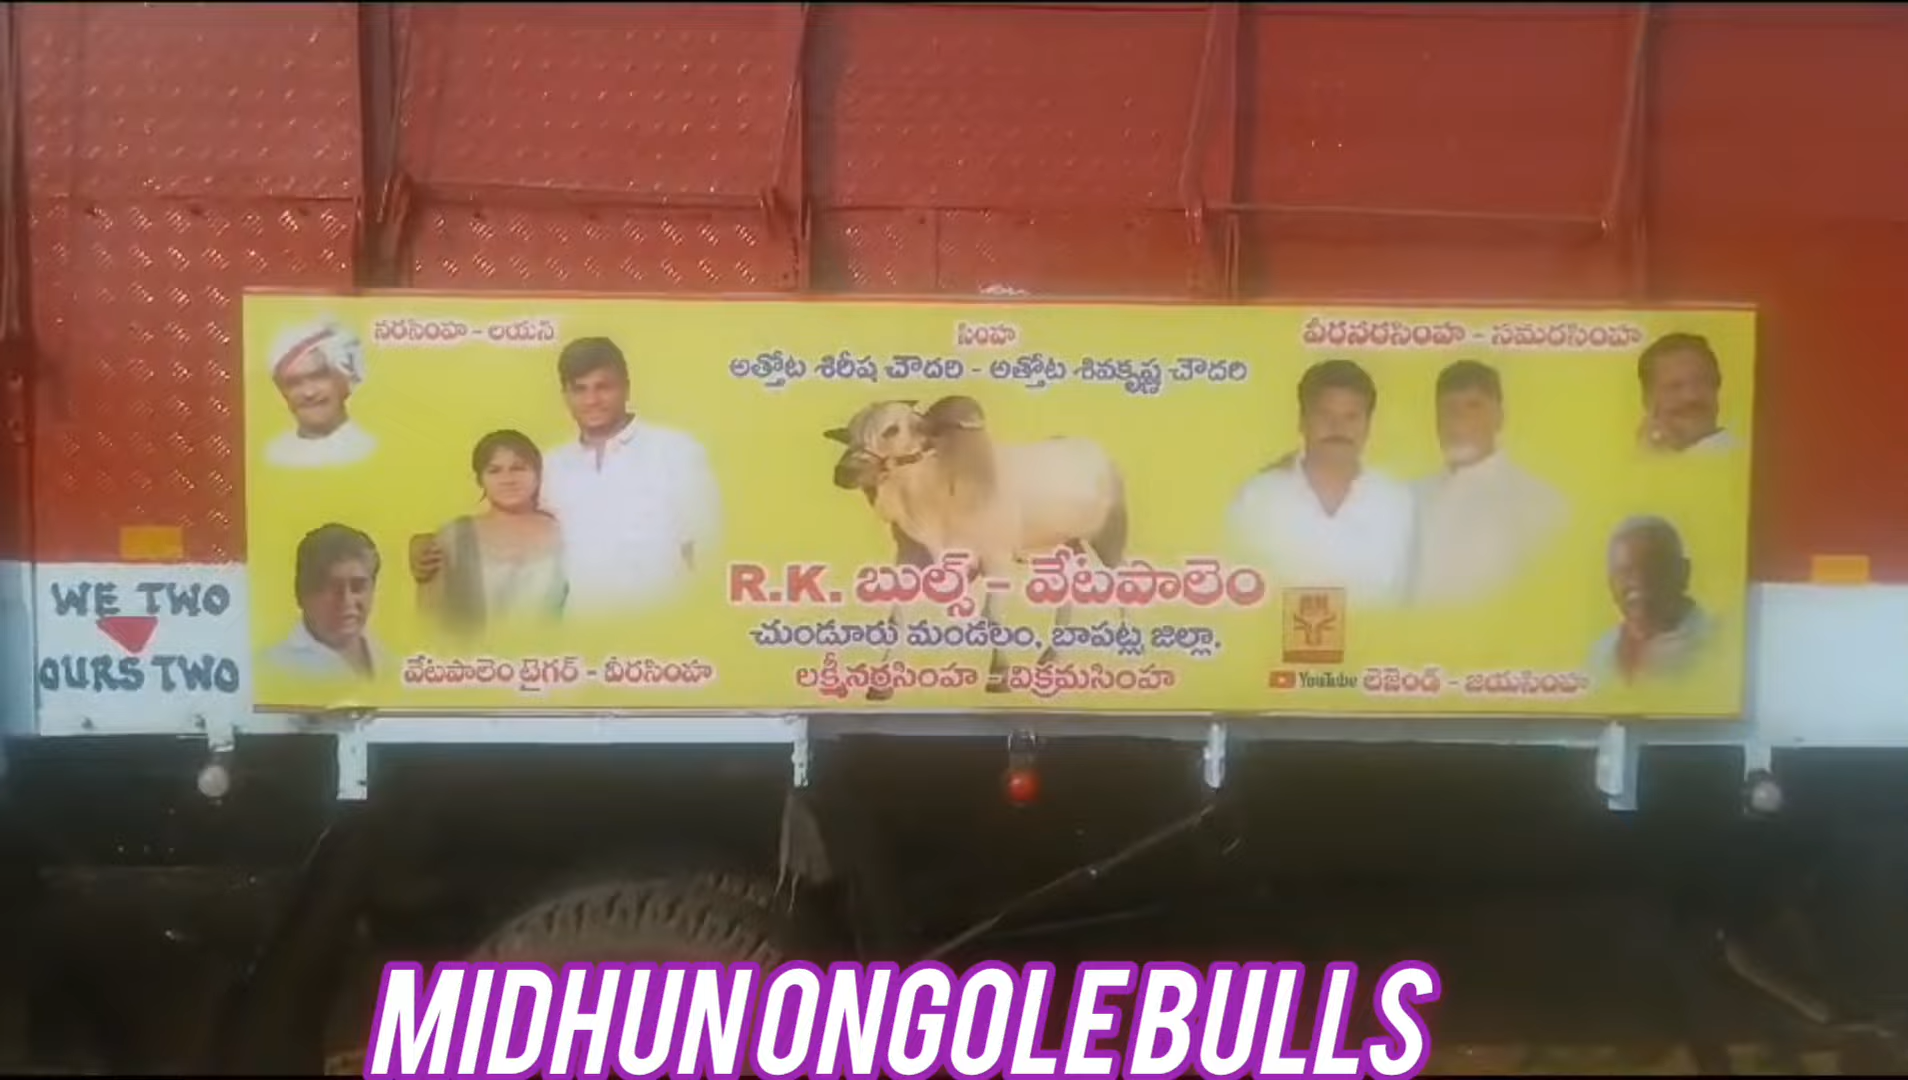 నరసింహ - లయన్
సింహ
వీరనరసింహ - సమరసింహ
అత్తోట శిరీష చౌదరి - అత్తోట శివకృష్ణ చౌదరి
R.K. బుల్స్ - వేటపాలెం
చుండూరు మండలం, బాపట్ల జిల్లా.
వేటపాలెం టైగర్ - వీరసింహ
లక్ష్మీనరసింహ - విక్రమసింహ
YouTube లెజెండ్ - జయసింహ
WE TWO
OURS TWO
MIDHUN ONGOLE BULLS